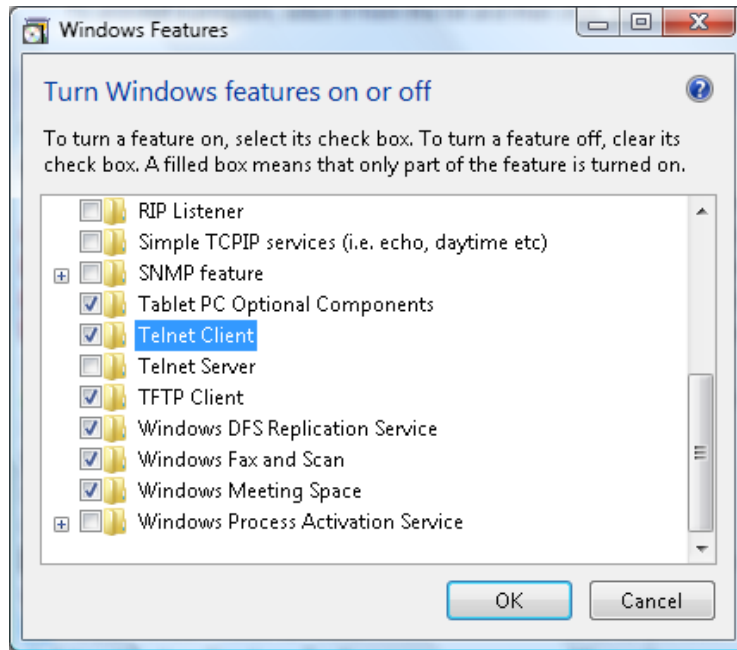 Windows Features
Turn Windows features on or off
To turn a feature on, select its check box. To turn a feature off, clear its
check box. A filled box means that only part of the feature is turned on.
RIP Listener
Simple TCPIP services (i.e. echo, daytime etc)
SNMP feature
Tablet PC Optional Components
Telnet Client
Telnet Server
TFTP Client
Windows DFS Replication Service
Windows Fax and Scan
Windows Meeting Space
Windows Process Activation Service
OK Cancel